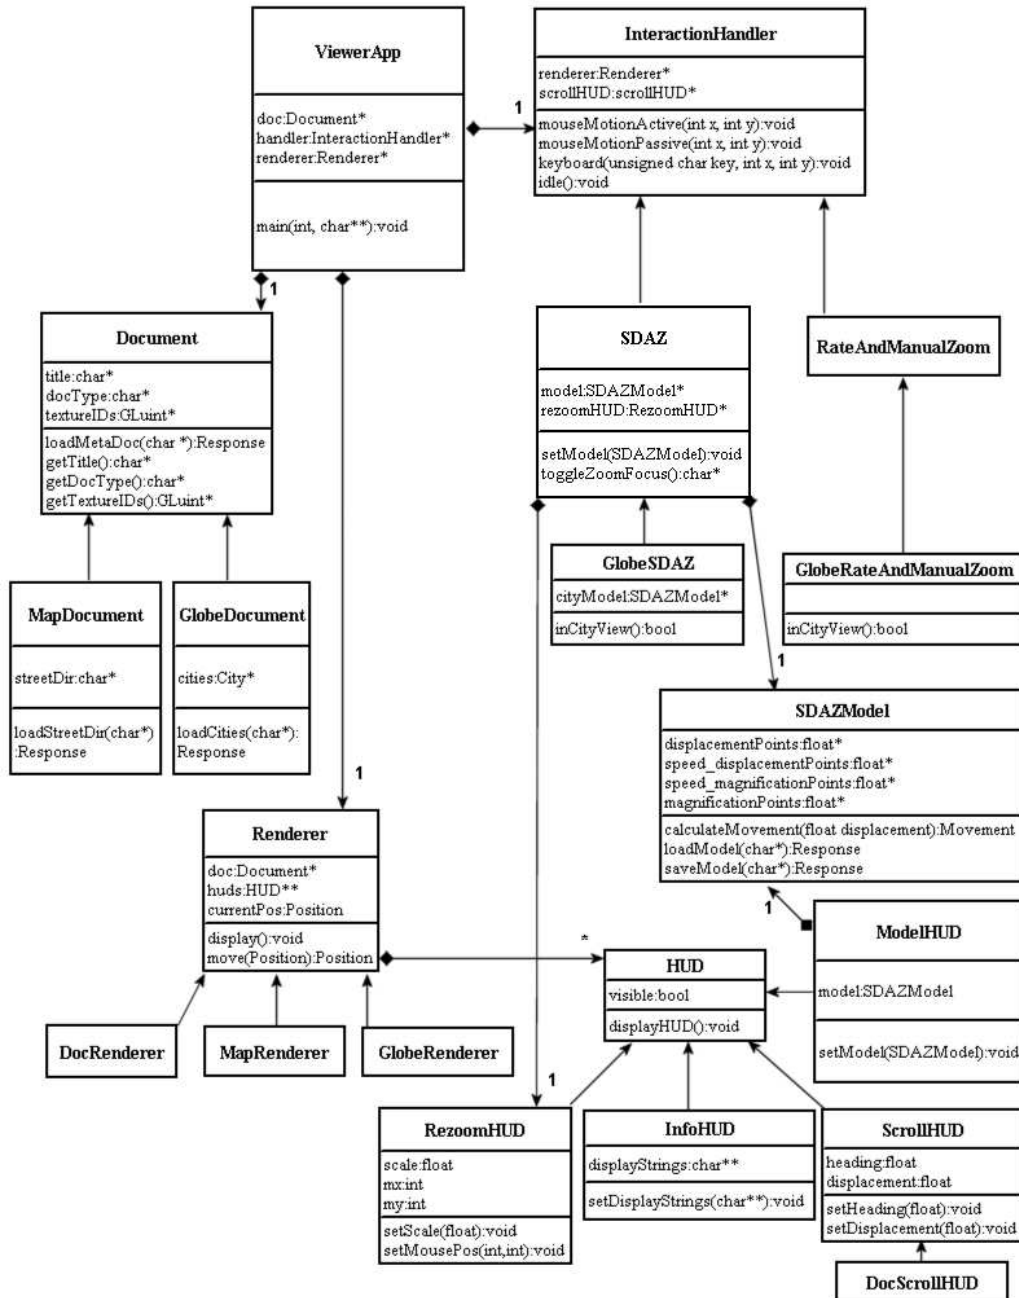 ViewerApp
doc:Document*
handler:InteractionHandler*
renderer:Renderer*
main(int, char**):void
InteractionHandler
renderer:Renderer*
scrollHUD:scrollHUD*
mouseMotionActive(int x, int y):void
mouseMotionPassive(int x, int y):void
keyboard(unsigned char key, int x, int y):void
idle():void
1
1
Document
title:char*
docType:char*
textureIDs:GLuint*
loadMetaDoc(char *):Response
getTitle():char*
getDocType():char*
getTextureIDs():GLuint*
SDAZ
model:SDAZModel*
rezoomHUD:RezoomHUD*
setModel(SDAZModel):void
toggleZoomFocus():char*
RateAndManualZoom
GlobeSDAZ
cityModel:SDAZModel*
inCityView():bool
GlobeRateAndManualZoom
inCityView():bool
MapDocument
streetDir:char*
loadStreetDir(char*)
:Response
GlobeDocument
cities:City*
loadCities(char*):
Response
1
SDAZModel
displacementPoints:float*
speed_displacementPoints:float*
speed_magnificationPoints:float*
magnificationPoints:float*
calculateMovement(float displacement):Movement
loadModel(char*):Response
saveModel(char*):Response
1
Renderer
doc:Document*
huds:HUD**
currentPos:Position
display():void
move(Position):Position
1
ModelHUD
model:SDAZModel
setModel(SDAZModel):void
*
HUD
visible:bool
displayHUD():void
DocRenderer
MapRenderer
GlobeRenderer
1
RezoomHUD
scale:float
mx:int
my:int
setScale(float):void
setMousePos(int,int):void
InfoHUD
displayStrings:char**
setDisplayStrings(char**):void
ScrollHUD
heading:float
displacement:float
setHeading(float):void
setDisplacement(float):void
DocScrollHUD